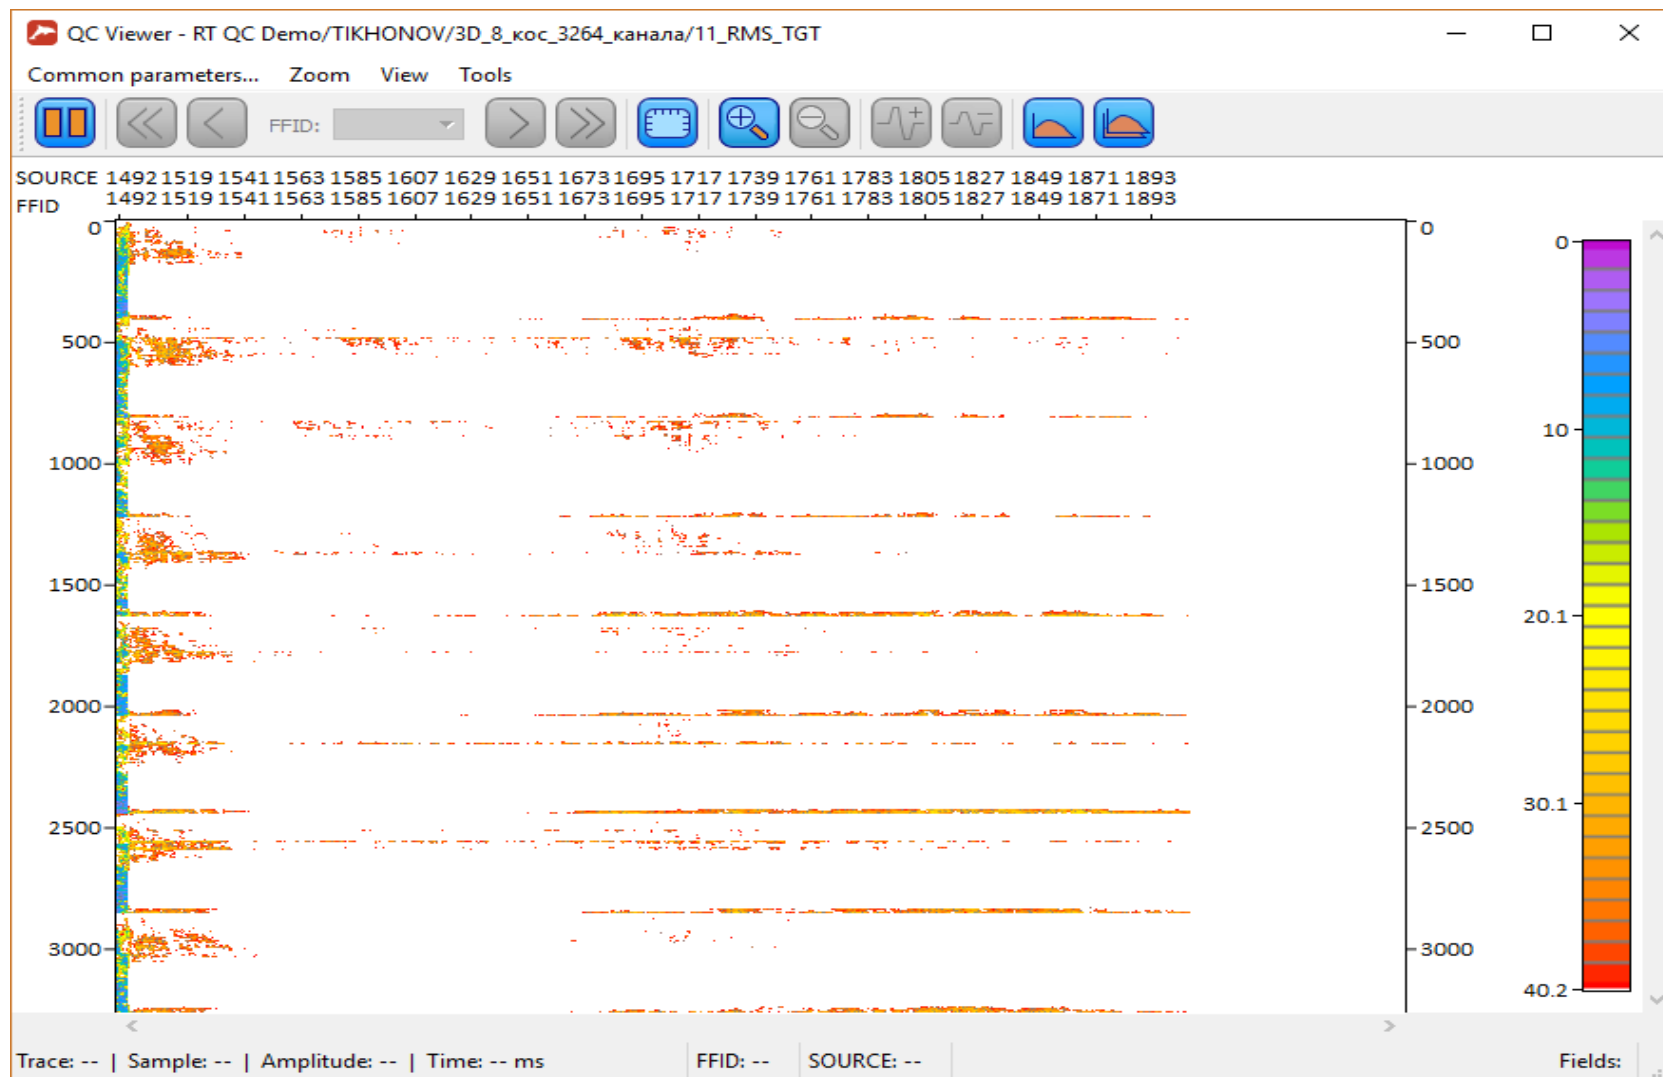 QC Viewer - RT QC Demo/TIKHONOV/3D_8_кос_3264_канала/11_RMS_TGT
Common parameters... Zoom View Tools
FFID:
SOURCE 1492 1519 1541 1563 1585 1607 1629 1651 1673 1695 1717 1739 1761 1783 1805 1827 1849 1871 1893
FFID 1492 1519 1541 1563 1585 1607 1629 1651 1673 1695 1717 1739 1761 1783 1805 1827 1849 1871 1893
0 0 0
500 500 10
1000 1000
1500 1500 20.1
2000 2000
2500 2500 30.1
3000 3000 40.2
Trace: -- | Sample: -- | Amplitude: -- | Time: -- ms FFID: -- SOURCE: -- Fields: